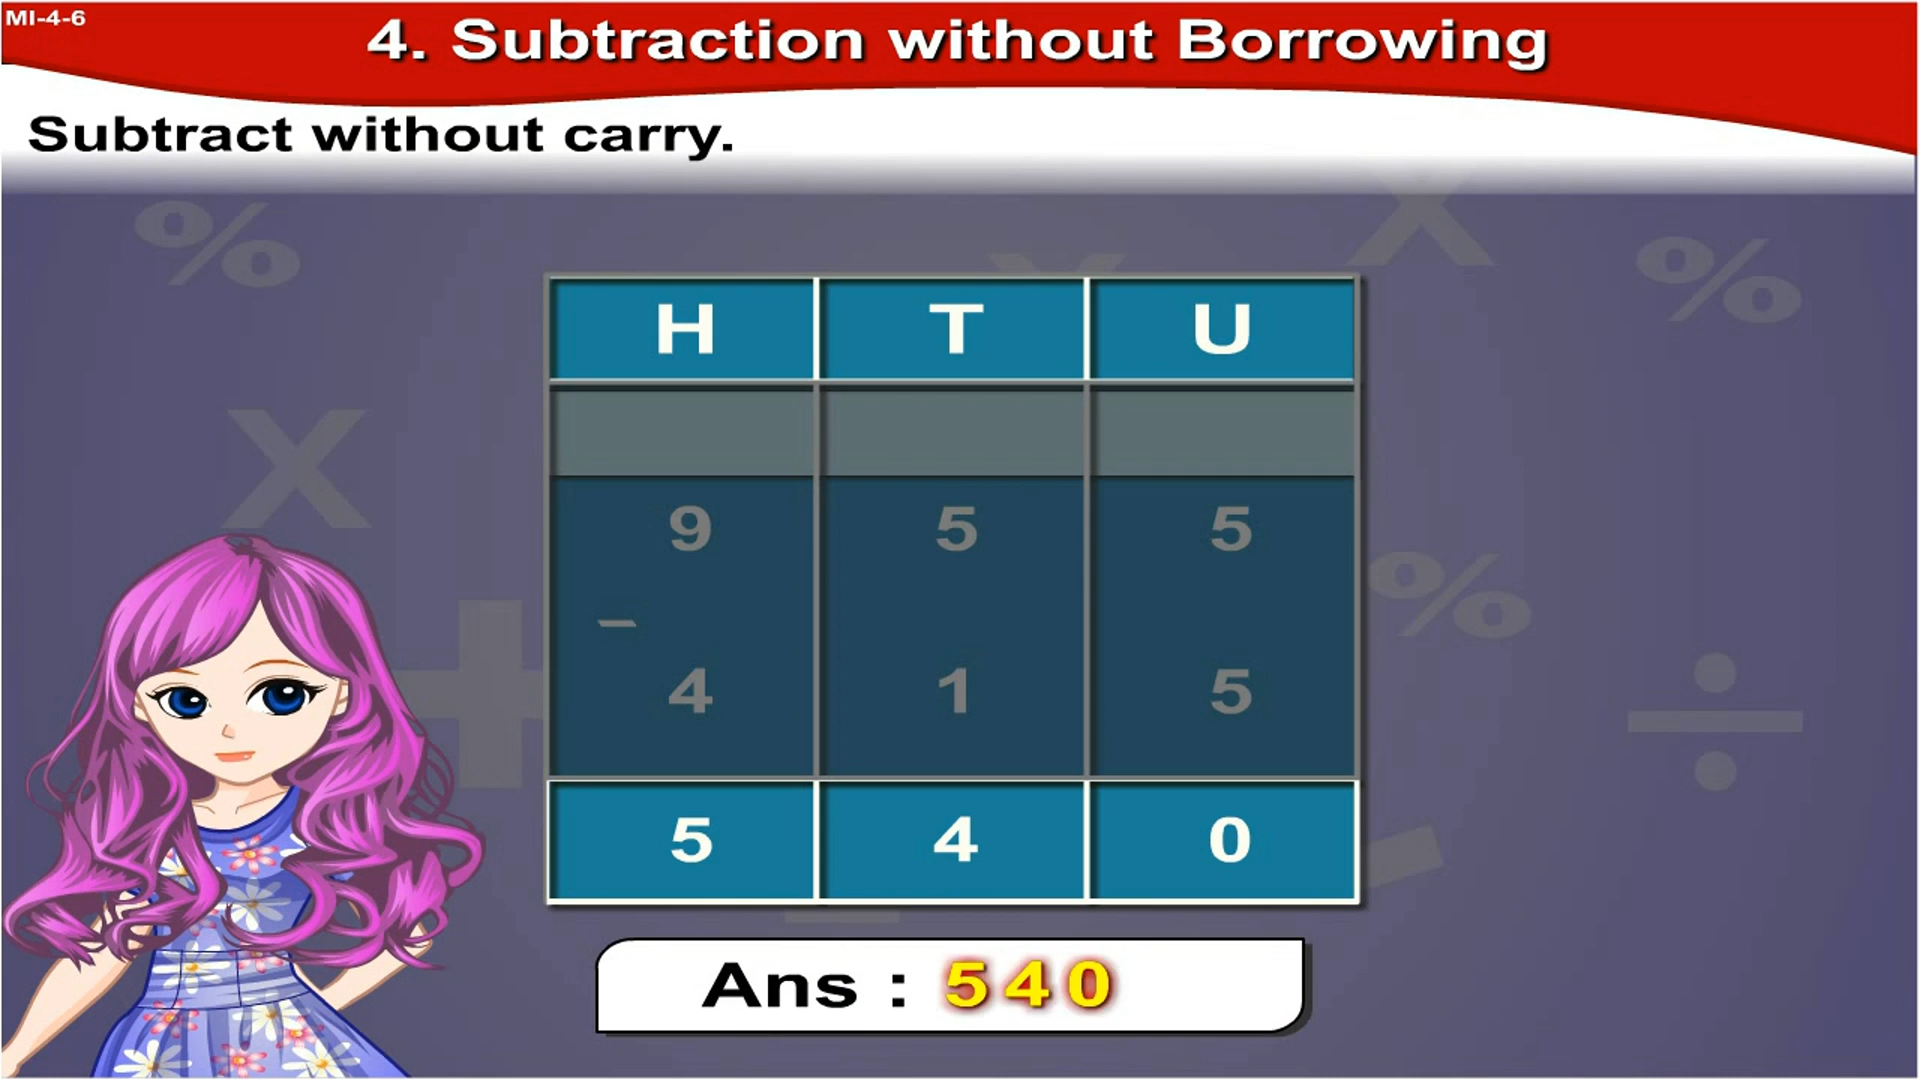 MI-4-6
4. Subtraction without Borrowing
Subtract without carry.
H T U
9 5 5
–
4 1 5
5 4 0
Ans : 540